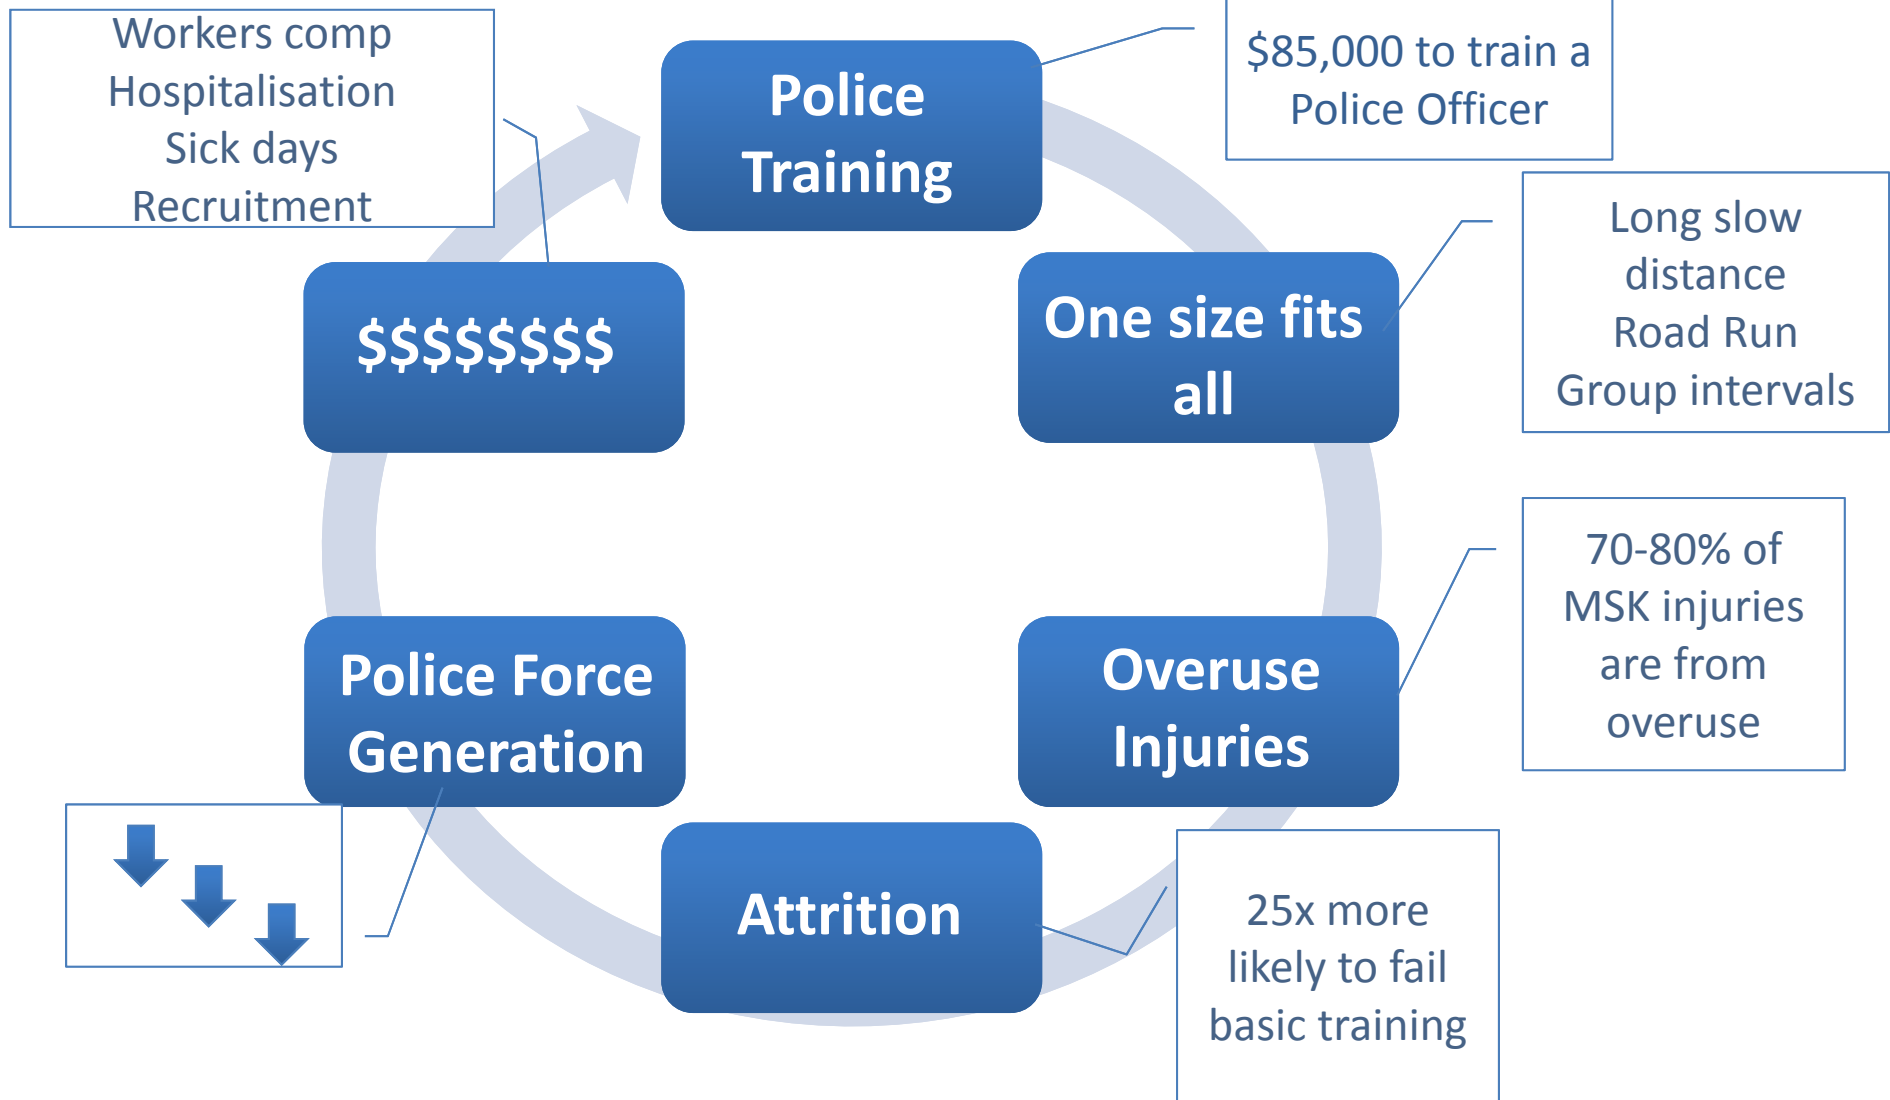 Workers comp
Hospitalisation
Sick days
Recruitment
Police
Training
$85,000 to train a
Police Officer
One size fits
all
Long slow
distance
Road Run
Group intervals
Overuse
Injuries
70-80% of
MSK injuries
are from
overuse
Attrition
25x more
likely to fail
basic training
Police Force
Generation
$$$$$$$$